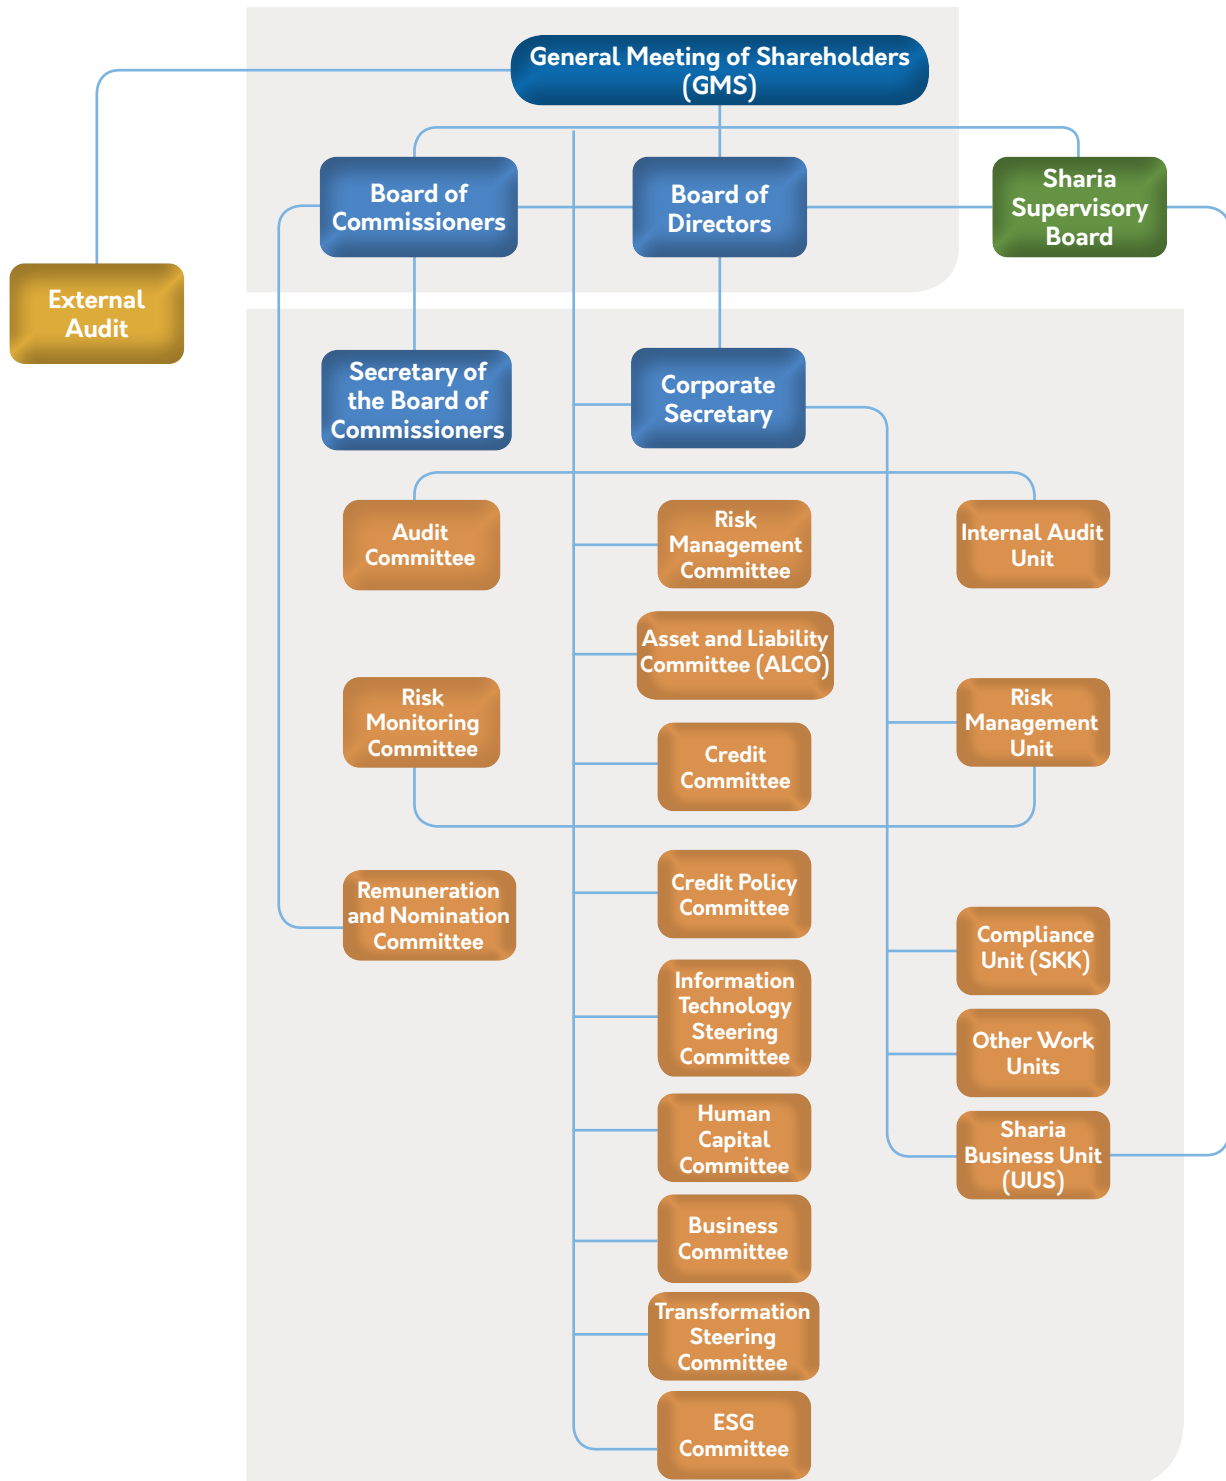 General Meeting of Shareholders
(GMS)
Board of
Commissioners
Board of
Directors
Sharia
Supervisory
Board
External
Audit
Secretary of
the Board of
Commissioners
Corporate
Secretary
Audit
Committee
Risk
Management
Committee
Internal Audit
Unit
Asset and Liability
Committee (ALCO)
Risk
Monitoring
Committee
Risk
Management
Unit
Credit
Committee
Remuneration
and Nomination
Committee
Credit Policy
Committee
Compliance
Unit (SKK)
Information
Technology
Steering
Committee
Other Work
Units
Human
Capital
Committee
Sharia
Business Unit
(UUS)
Business
Committee
Transformation
Steering
Committee
ESG
Committee